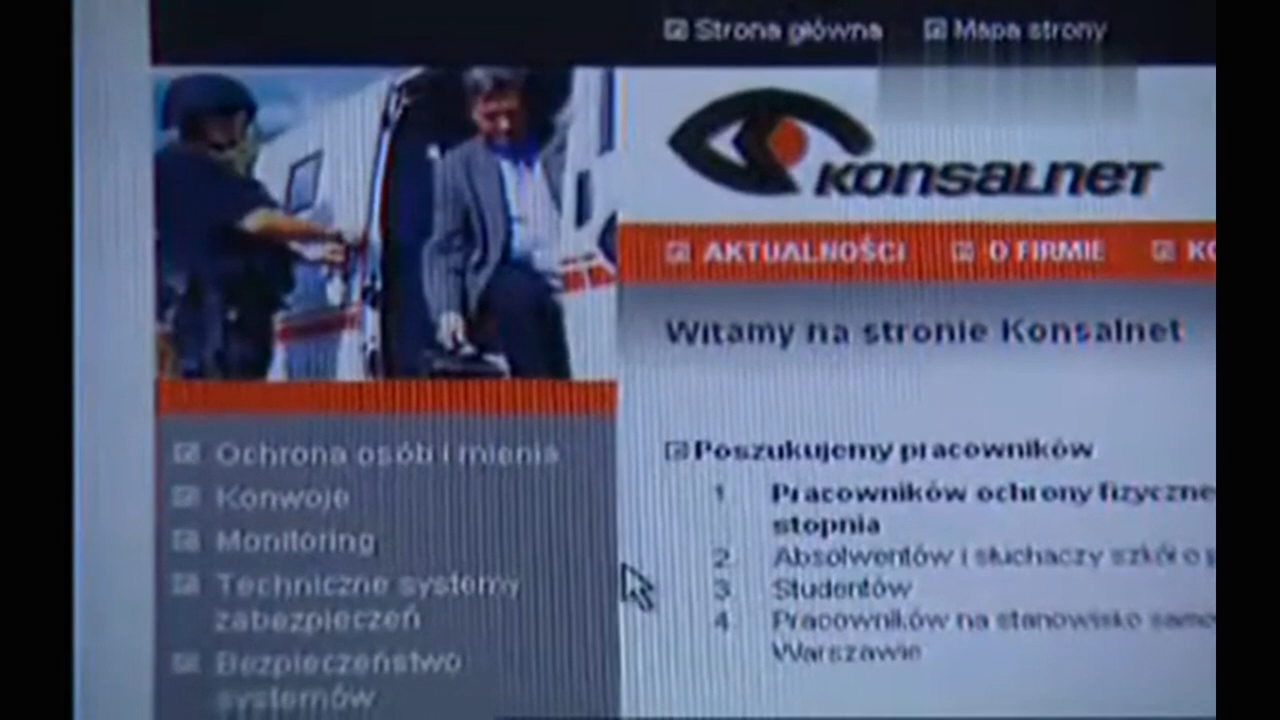 Strona główna Mapa strony
KONSALNET
AKTUALNOŚCI O FIRMIE
Witamy na stronie Konsalnet
Ochrona osób i mienia
Konwoje
Monitoring
Techniczne systemy
zabezpieczeń
Bezpieczeństwo
systemów
Poszukujemy pracowników
1 Pracowników ochrony
stopnia
2 Absolwentów i słuchaczy szkół
3 Studentów
4 Pracowników na stanowisko
Warszawie